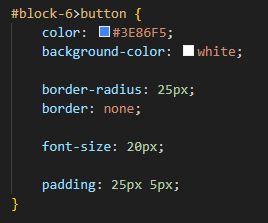 #block-6>button {
    color: #3E86F5;
    background-color: white;

    border-radius: 25px;
    border: none;

    font-size: 20px;

    padding: 25px 5px;
}